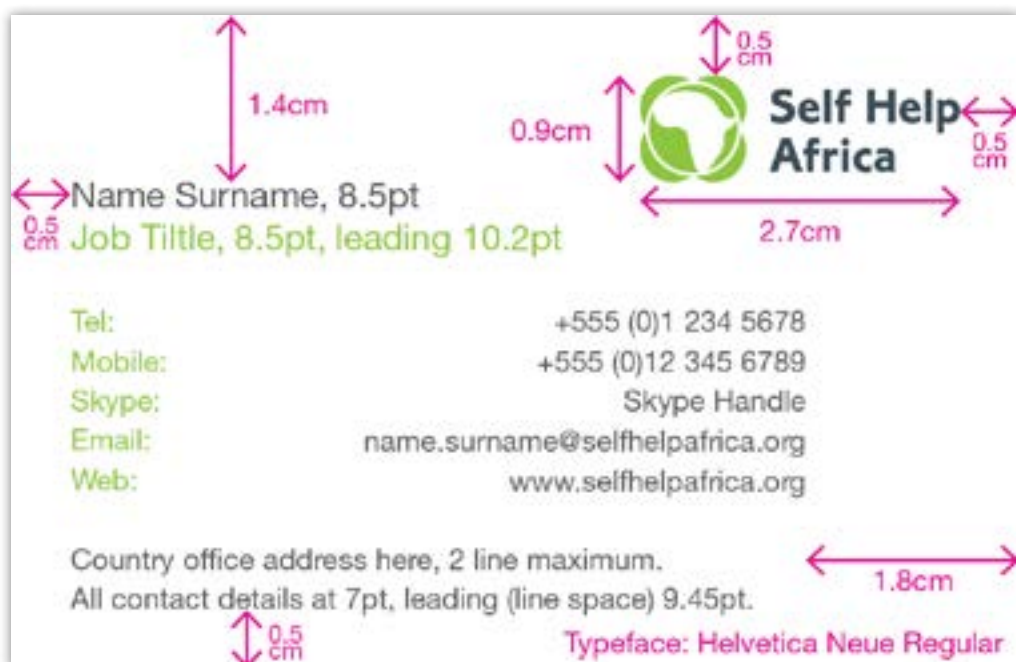 0.5
cm
1.4cm
0.9cm
Self Help
Africa
0.5
cm
2.7cm
Name Surname, 8.5pt
0.5
cm
Job Tiltle, 8.5pt, leading 10.2pt
Tel: +555 (0)1 234 5678
Mobile: +555 (0)12 345 6789
Skype: Skype Handle
Email: name.surname@selfhelpafrica.org
Web: www.selfhelpafrica.org
Country office address here, 2 line maximum.
1.8cm
All contact details at 7pt, leading (line space) 9.45pt.
0.5
cm
Typeface: Helvetica Neue Regular